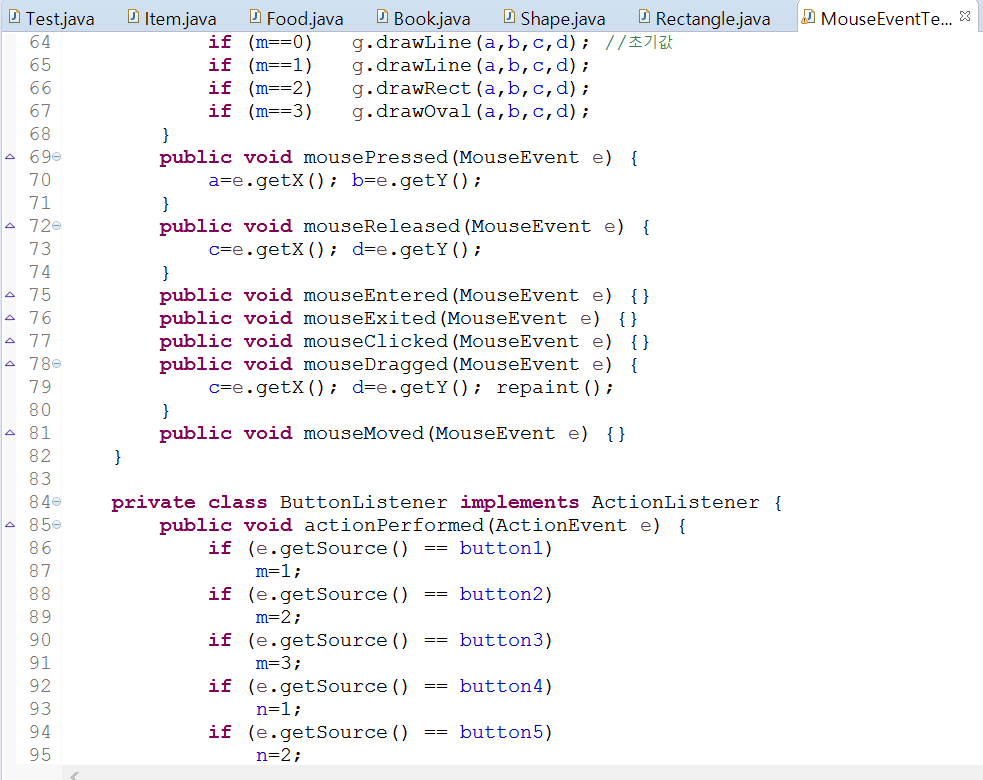 Test.java Item.java Food.java Book.java Shape.java Rectangle.java MouseEventTe...
64 if (m==0) g.drawLine(a,b,c,d); //초기값
65 if (m==1) g.drawLine(a,b,c,d);
66 if (m==2) g.drawRect(a,b,c,d);
67 if (m==3) g.drawOval(a,b,c,d);
68 }
69 public void mousePressed(MouseEvent e) {
70 a=e.getX(); b=e.getY();
71 }
72 public void mouseReleased(MouseEvent e) {
73 c=e.getX(); d=e.getY();
74 }
75 public void mouseEntered(MouseEvent e) {}
76 public void mouseExited(MouseEvent e) {}
77 public void mouseClicked(MouseEvent e) {}
78 public void mouseDragged(MouseEvent e) {
79 c=e.getX(); d=e.getY(); repaint();
80 }
81 public void mouseMoved(MouseEvent e) {}
82 }
83
84 private class ButtonListener implements ActionListener {
85 public void actionPerformed(ActionEvent e) {
86 if (e.getSource() == button1)
87 m=1;
88 if (e.getSource() == button2)
89 m=2;
90 if (e.getSource() == button3)
91 m=3;
92 if (e.getSource() == button4)
93 n=1;
94 if (e.getSource() == button5)
95 n=2;